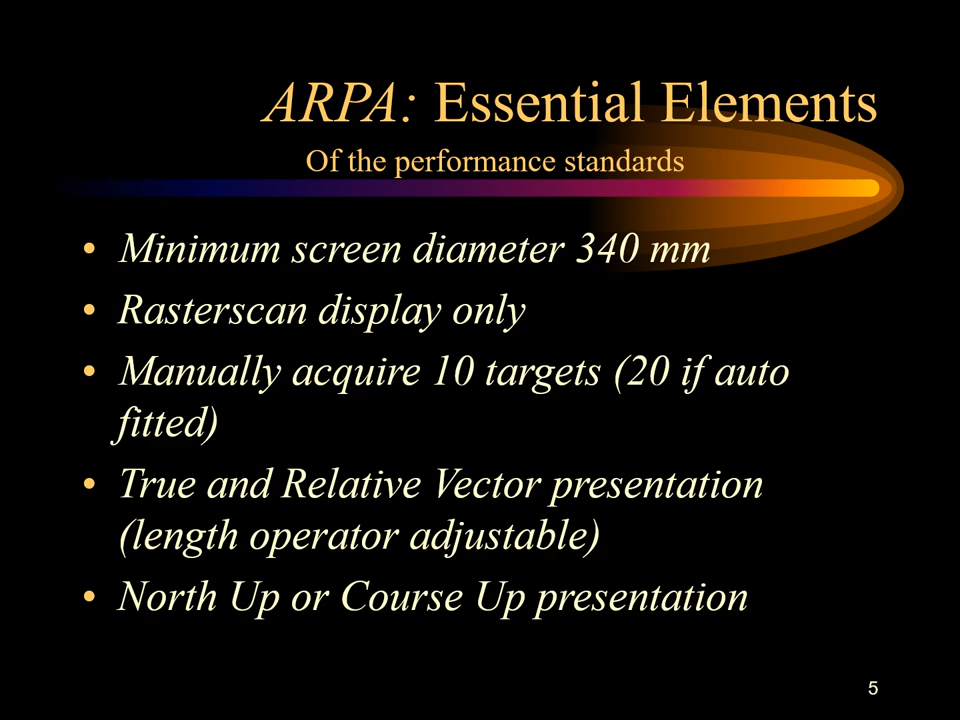 ARPA: Essential Elements
Of the performance standards
• Minimum screen diameter 340 mm
• Rasterscan display only
• Manually acquire 10 targets (20 if auto
fitted)
• True and Relative Vector presentation
(length operator adjustable)
• North Up or Course Up presentation
5